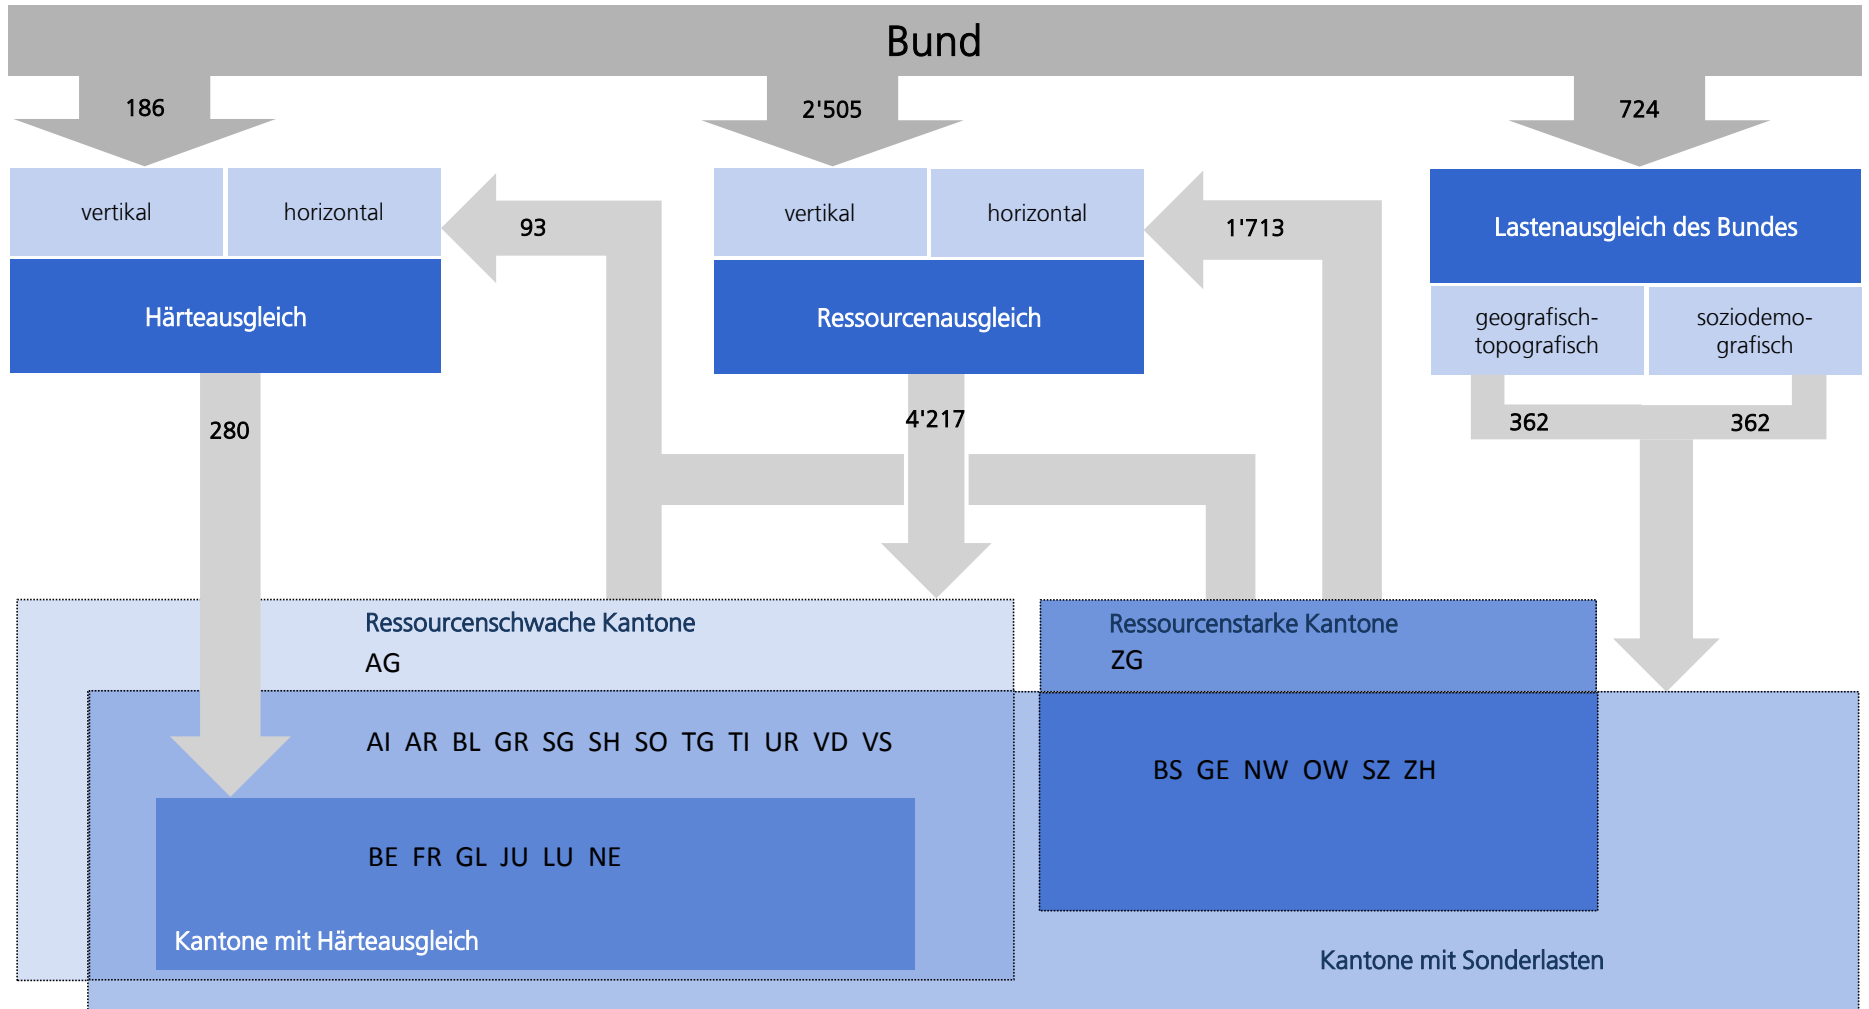 Bund
186
2'505
724
vertikal
horizontal
93
vertikal
horizontal
1'713
Lastenausgleich des Bundes
Härteausgleich
Ressourcenausgleich
geografisch-
topografisch
soziodemo-
grafisch
280
4'217
362
362
Ressourcenschwache Kantone
AG
Ressourcenstarke Kantone
ZG
AI AR BL GR SG SH SO TG TI UR VD VS
BS GE NW OW SZ ZH
BE FR GL JU LU NE
Kantone mit Härteausgleich
Kantone mit Sonderlasten